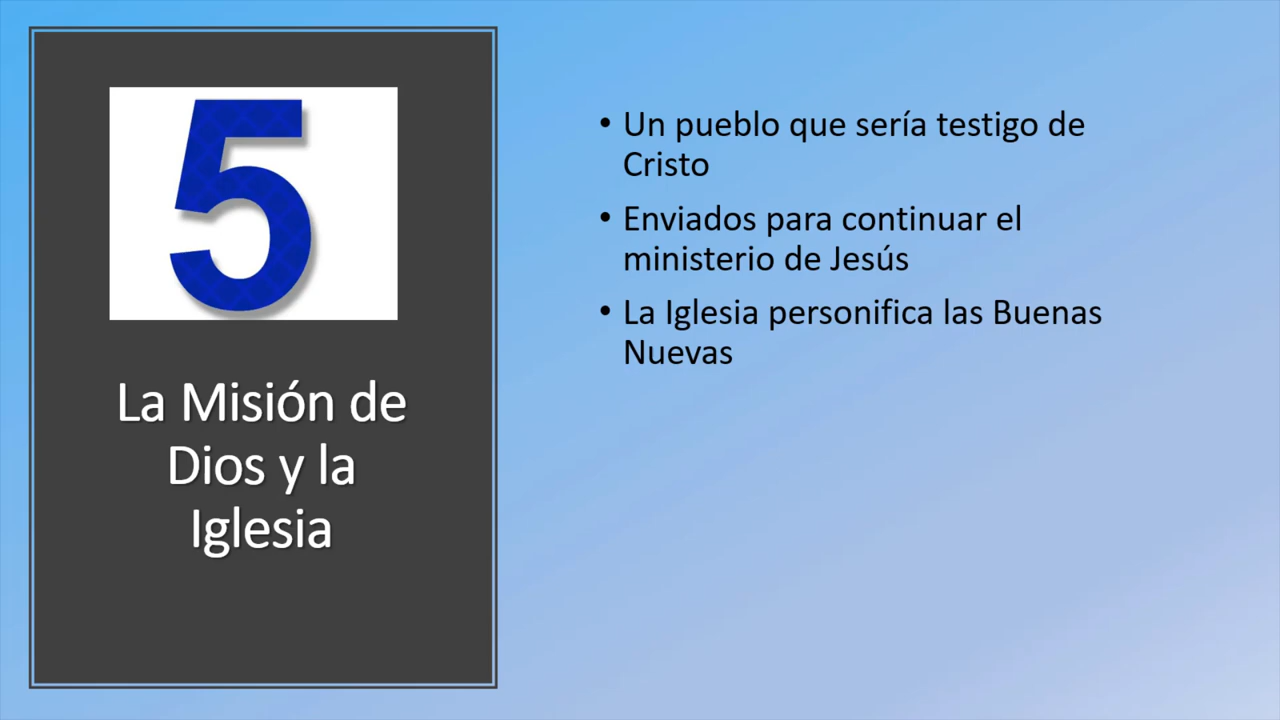 5
La Misión de
Dios y la
Iglesia
• Un pueblo que sería testigo de
Cristo
• Enviados para continuar el
ministerio de Jesús
• La Iglesia personifica las Buenas
Nuevas